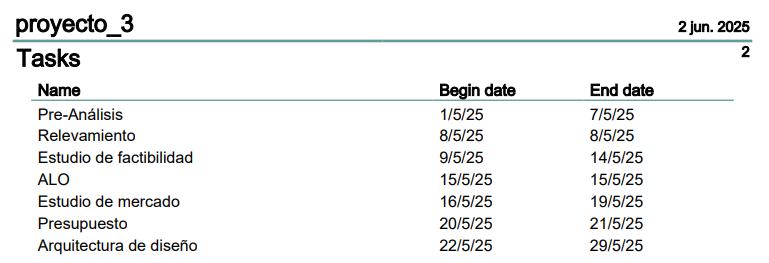 proyecto_3
2 jun. 2025
Tasks
2
Name Begin date End date
Pre-Análisis 1/5/25 7/5/25
Relevamiento 8/5/25 8/5/25
Estudio de factibilidad 9/5/25 14/5/25
ALO 15/5/25 15/5/25
Estudio de mercado 16/5/25 19/5/25
Presupuesto 20/5/25 21/5/25
Arquitectura de diseño 22/5/25 29/5/25